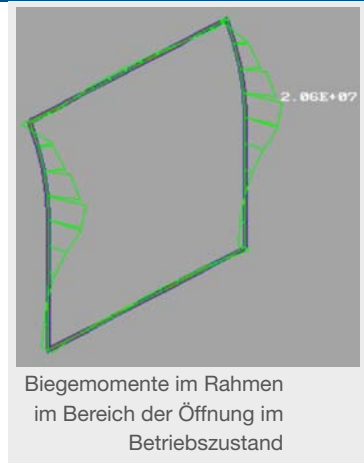 2.06E+07
Biegemomente im Rahmen
im Bereich der Öffnung im
Betriebszustand